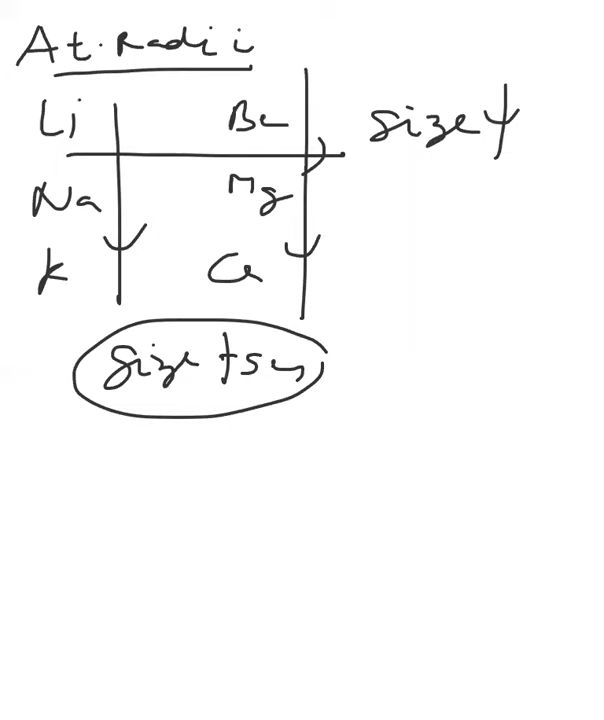 At. Radii
Li Be size ↓
Na Mg
K Ca
size